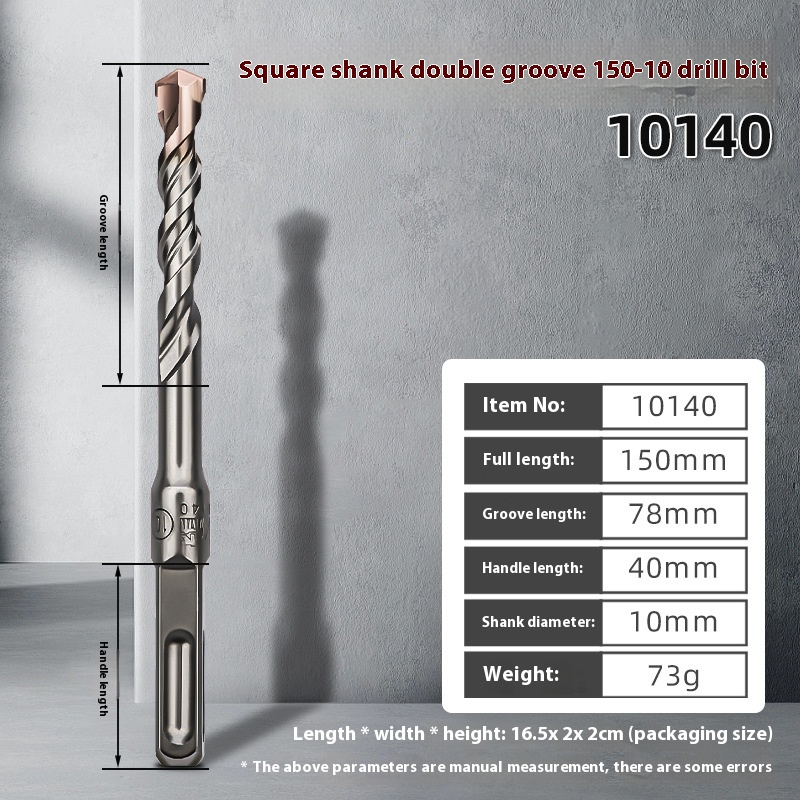 Square shank double groove 150-10 drill bit
10140
Groove length
Item No: 10140
Full length: 150mm
Groove length: 78mm
Handle length: 40mm
Shank diameter: 10mm
Weight: 73g
Handle length
Length * width * height: 16.5x 2x 2cm (packaging size)
* The above parameters are manual measurement, there are some errors